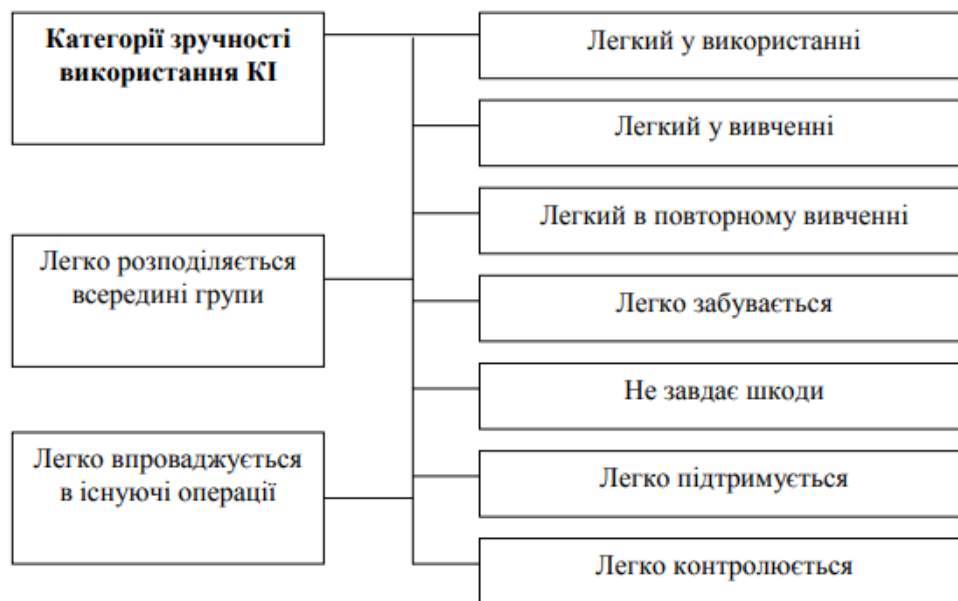 Категорії зручності
використання КІ
Легко розподіляється
всередині групи
Легко впроваджується
в існуючі операції
Легкий у використанні
Легкий у вивченні
Легкий в повторному вивченні
Легко забувається
Не завдає шкоди
Легко підтримується
Легко контролюється